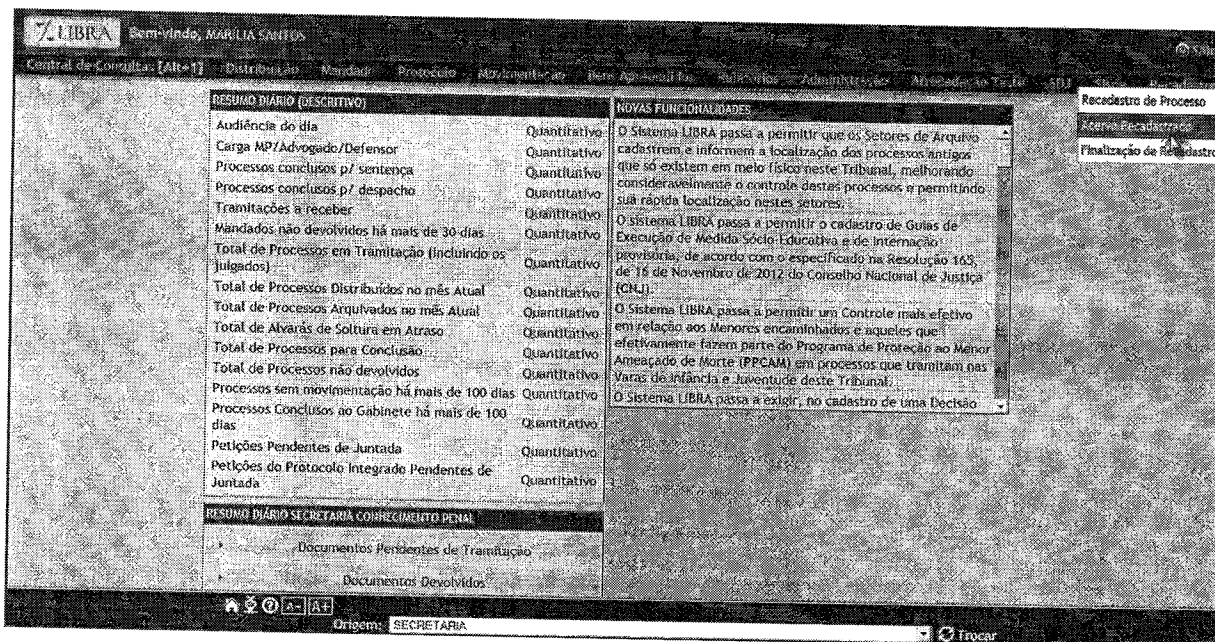 LIBRA Bem-vindo, MARILIA SANTOS
Central de Consulta: [Alt+1] Distribuição Mandado Protocolo Movimentação Relatórios Administração SDJ
Recadastro de Processo
Acervo Recadastrado
Finalização de Recadastro
RESUMO DIÁRIO (DESCRITIVO)
Audiência do dia Quantitativo
Carga MP/Advogado/Defensor Quantitativo
Processos conclusos p/ sentença Quantitativo
Processos conclusos p/ despacho Quantitativo
Tramitações a receber Quantitativo
Mandados não devolvidos há mais de 30 dias Quantitativo
Total de Processos em Tramitação (incluindo os
julgados) Quantitativo
Total de Processos Distribuídos no mês Atual Quantitativo
Total de Processos Arquivados no mês Atual Quantitativo
Total de Alvarás de Soltura em Atraso Quantitativo
Total de Processos para Conclusão Quantitativo
Total de Processos não devolvidos Quantitativo
Processos sem movimentação há mais de 100 dias Quantitativo
Processos Conclusos ao Gabinete há mais de 100
dias Quantitativo
Petições Pendentes de Juntada Quantitativo
Petições do Protocolo Integrado Pendentes de
Juntada Quantitativo
RESUMO DIÁRIO SECRETARIA CONHECIMENTO PENAL
Documentos Pendentes de Tramitação
Documentos Devolvidos
NOVAS FUNCIONALIDADES
O Sistema LIBRA passa a permitir que os Setores de Arquivo
cadastrem e informem a localização dos processos antigos
que só existem em meio físico neste Tribunal, melhorando
consideravelmente o controle destes processos e permitindo
sua rápida localização nestes setores.
O sistema LIBRA passa a permitir o cadastro de Guias de
Execução de Medida Sócio-Educativa e de Internação
provisória, de acordo com o especificado na Resolução 165,
de 16 de Novembro de 2012 do Conselho Nacional de Justiça
(CNJ).
O Sistema LIBRA passa a permitir um Controle mais efetivo
em relação aos Menores encaminhados e aqueles que
efetivamente fazem parte do Programa de Proteção ao Menor
Ameaçado de Morte (PPCAM) em processos que tramitam nas
Varas de Infância e Juventude deste Tribunal.
O Sistema LIBRA passa a exigir, no cadastro de uma Decisão
A- A+
Origem: SECRETARIA Trocar